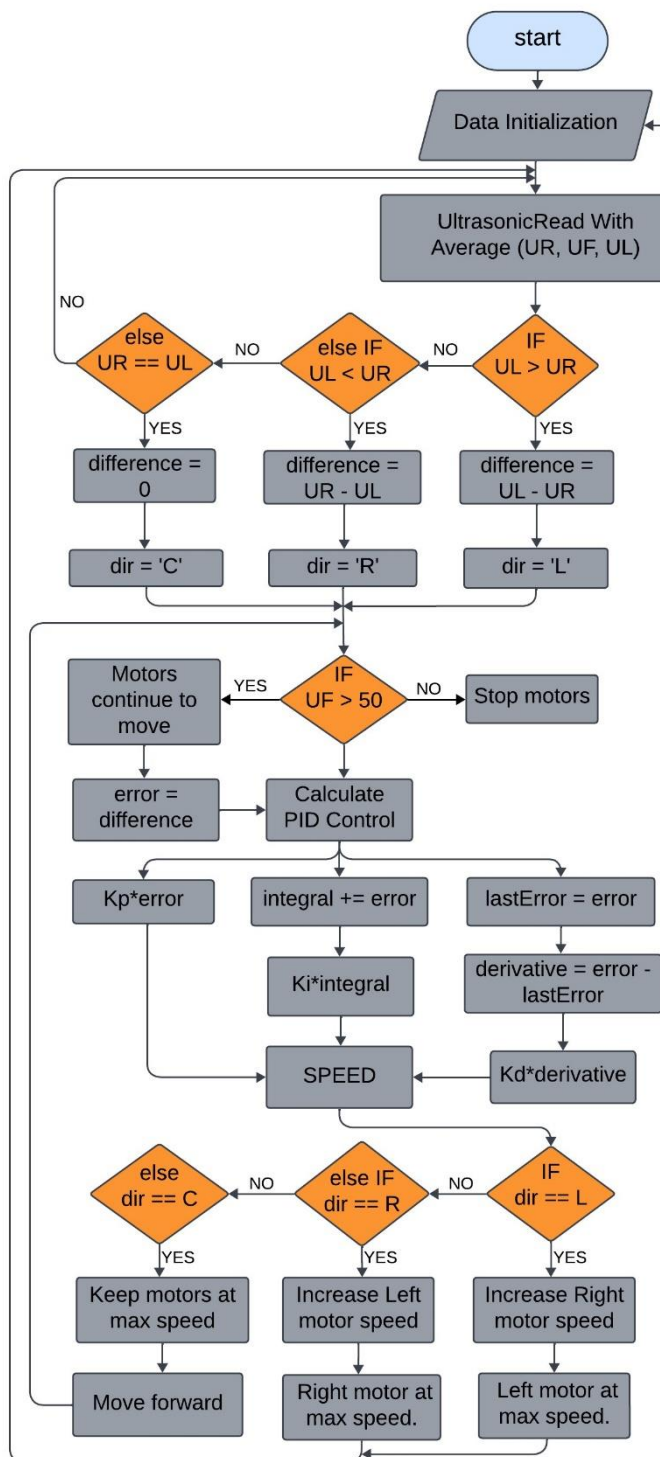 start
Data Initialization
UltrasonicRead With
Average (UR, UF, UL)
NO
else
UR == UL
NO
else IF
UL < UR
NO
IF
UL > UR
YES
YES
YES
difference =
0
difference =
UR - UL
difference =
UL - UR
dir = 'C'
dir = 'R'
dir = 'L'
Motors
continue to
move
YES
IF
UF > 50
NO
Stop motors
error =
difference
Calculate
PID Control
Kp*error
integral += error
lastError = error
Ki*integral
derivative = error -
lastError
SPEED
Kd*derivative
else
dir == C
NO
else IF
dir == R
NO
IF
dir == L
YES
YES
YES
Keep motors at
max speed
Increase Left
motor speed
Increase Right
motor speed
Move forward
Right motor at
max speed.
Left motor at
max speed.